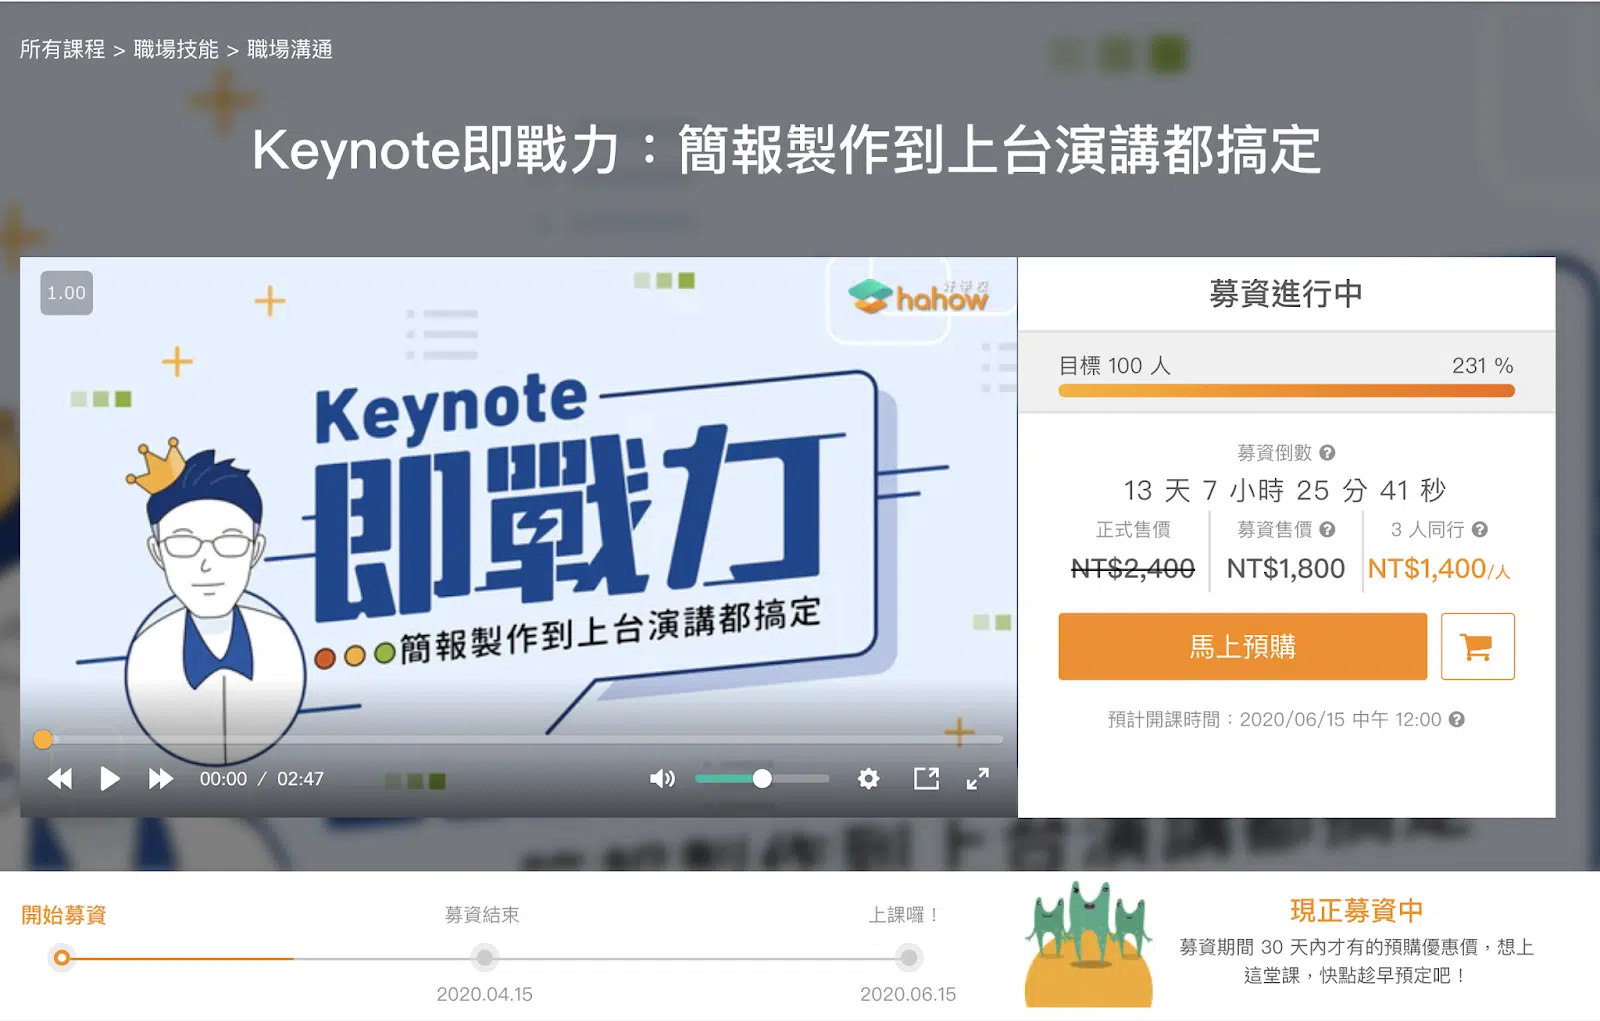 所有課程 > 職場技能 > 職場溝通
Keynote即戰力：簡報製作到上台演講都搞定
1.00
好學校
hahow
Keynote
即戰力
簡報製作到上台演講都搞定
00:00 / 02:47
募資進行中
目標 100 人 231 %
募資倒數 ?
13 天 7 小時 25 分 41 秒
正式售價 募資售價 ? 3 人同行 ?
NT$2,400 NT$1,800 NT$1,400/人
馬上預購
預計開課時間：2020/06/15 中午 12:00 ?
開始募資 募資結束 上課囉！
2020.04.15 2020.06.15
現正募資中
募資期間 30 天內才有的預購優惠價，想上
這堂課，快點趁早預定吧！